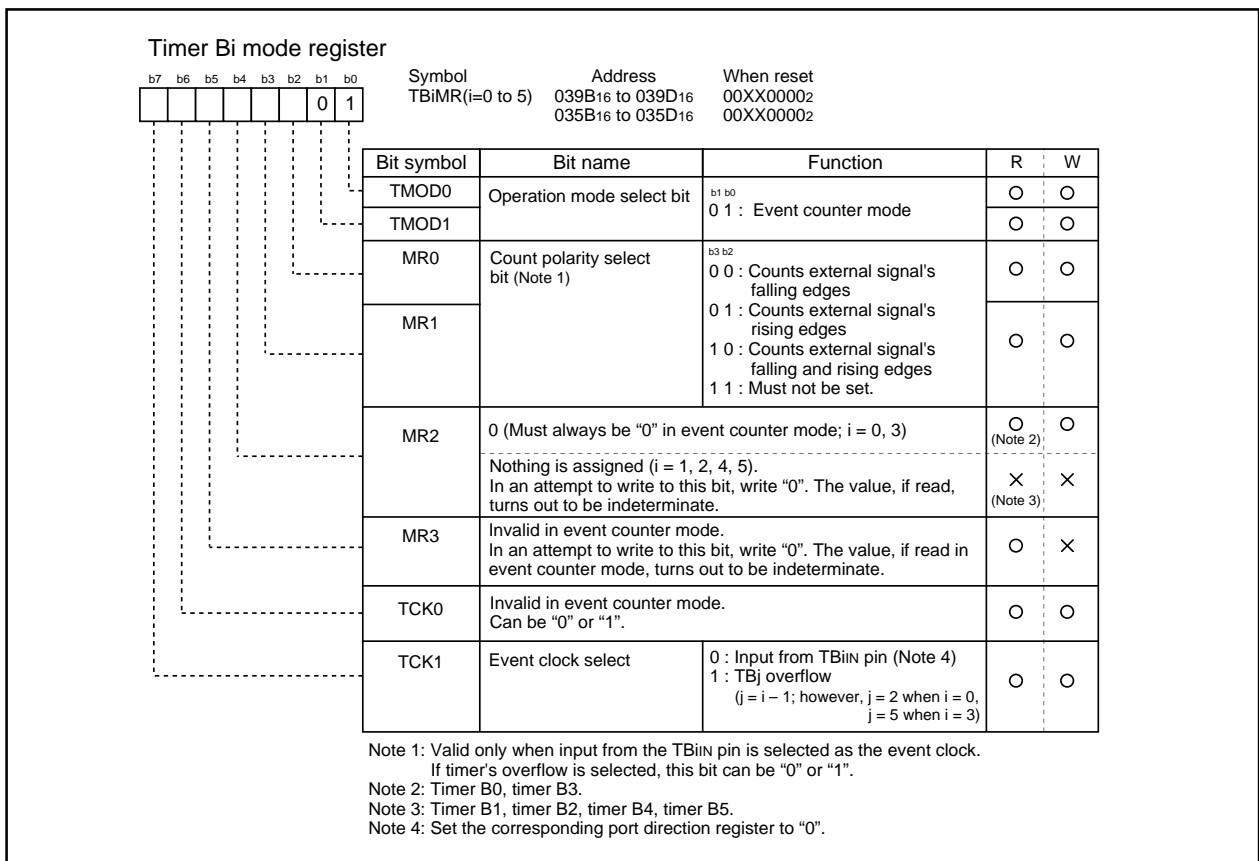 Timer Bi mode register
b7 b6 b5 b4 b3 b2 b1 b0
0 1
Symbol Address When reset
TBiMR(i=0 to 5) 039B16 to 039D16 00XX00002
035B16 to 035D16 00XX00002
Bit symbol Bit name Function R W
TMOD0 Operation mode select bit b1 b0
0 1 : Event counter mode
TMOD1
MR0 Count polarity select
bit (Note 1)
b3 b2
0 0 : Counts external signal's
falling edges
0 1 : Counts external signal's
rising edges
1 0 : Counts external signal's
falling and rising edges
1 1 : Must not be set.
MR1
MR2 0 (Must always be “0” in event counter mode; i = 0, 3)
(Note 2)
Nothing is assigned (i = 1, 2, 4, 5).
In an attempt to write to this bit, write “0”. The value, if read,
turns out to be indeterminate.
(Note 3)
MR3 Invalid in event counter mode.
In an attempt to write to this bit, write “0”. The value, if read in
event counter mode, turns out to be indeterminate.
TCK0 Invalid in event counter mode.
Can be “0” or “1”.
TCK1 Event clock select 0 : Input from TBiIN pin (Note 4)
1 : TBj overflow
(j = i – 1; however, j = 2 when i = 0,
j = 5 when i = 3)
Note 1: Valid only when input from the TBiIN pin is selected as the event clock.
If timer's overflow is selected, this bit can be “0” or “1”.
Note 2: Timer B0, timer B3.
Note 3: Timer B1, timer B2, timer B4, timer B5.
Note 4: Set the corresponding port direction register to “0”.